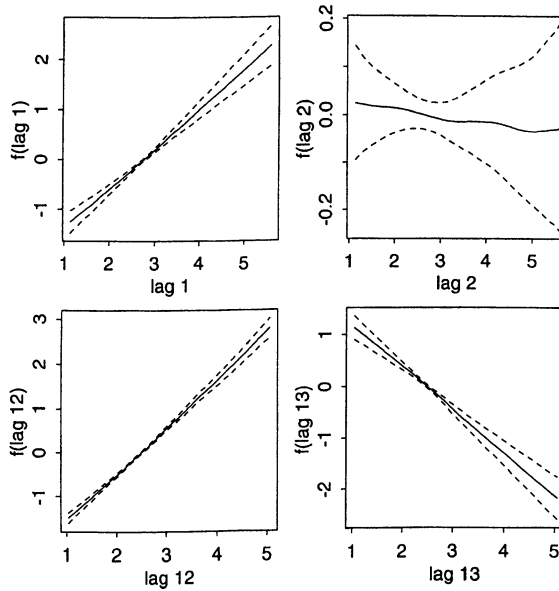 f(lag 1)
2
1
0
-1
1 2 3 4 5
lag 1
f(lag 2)
0.2
0.0
-0.2
1 2 3 4 5
lag 2
f(lag 12)
3
2
1
0
-1
1 2 3 4 5
lag 12
f(lag 13)
1
0
-1
-2
1 2 3 4 5
lag 13